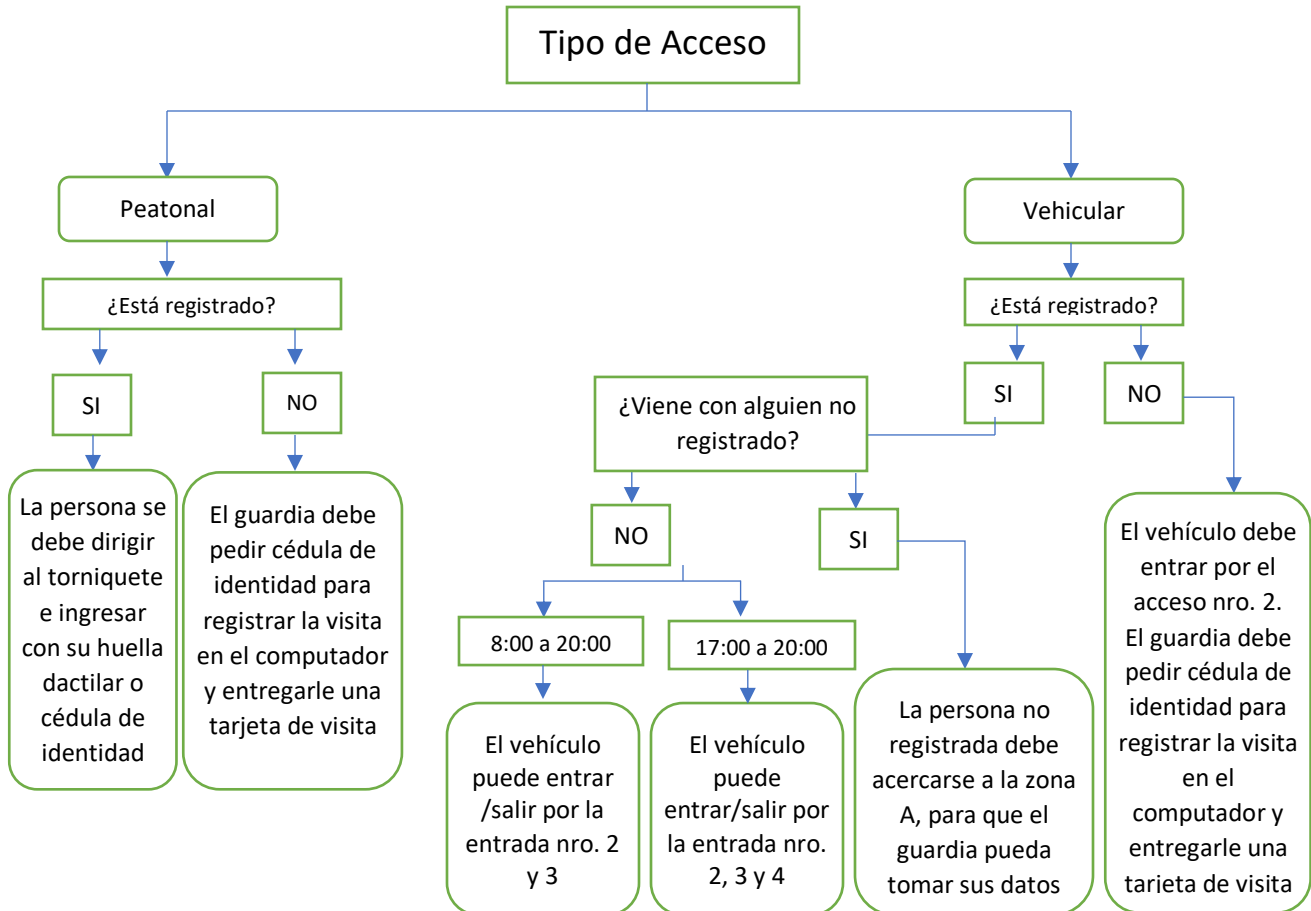 Tipo de Acceso
Peatonal
Vehicular
¿Está registrado?
¿Está registrado?
SI
NO
¿Viene con alguien no
registrado?
SI
NO
La persona se
debe dirigir
al torniquete
e ingresar
con su huella
dactilar o
cédula de
identidad
El guardia debe
pedir cédula de
identidad para
registrar la visita
en el computador
y entregarle una
tarjeta de visita
NO
SI
8:00 a 20:00
17:00 a 20:00
El vehículo
puede entrar
/salir por la
entrada nro. 2
y 3
El vehículo
puede
entrar/salir por
la entrada nro.
2, 3 y 4
La persona no
registrada debe
acercarse a la zona
A, para que el
guardia pueda
tomar sus datos
El vehículo debe
entrar por el
acceso nro. 2.
El guardia debe
pedir cédula de
identidad para
registrar la visita
en el
computador y
entregarle una
tarjeta de visita